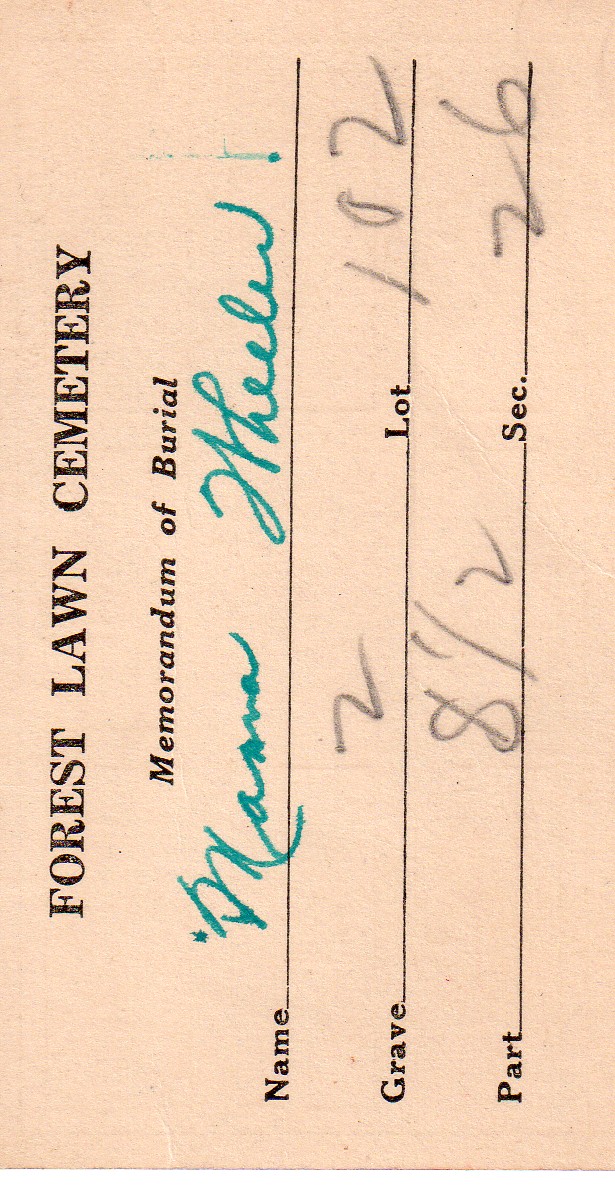 FOREST LAWN CEMETERY
Memorandum of Burial
Name Mama Wheeler
Grave 2 Lot 102
Part 8 1/2 Sec. 26